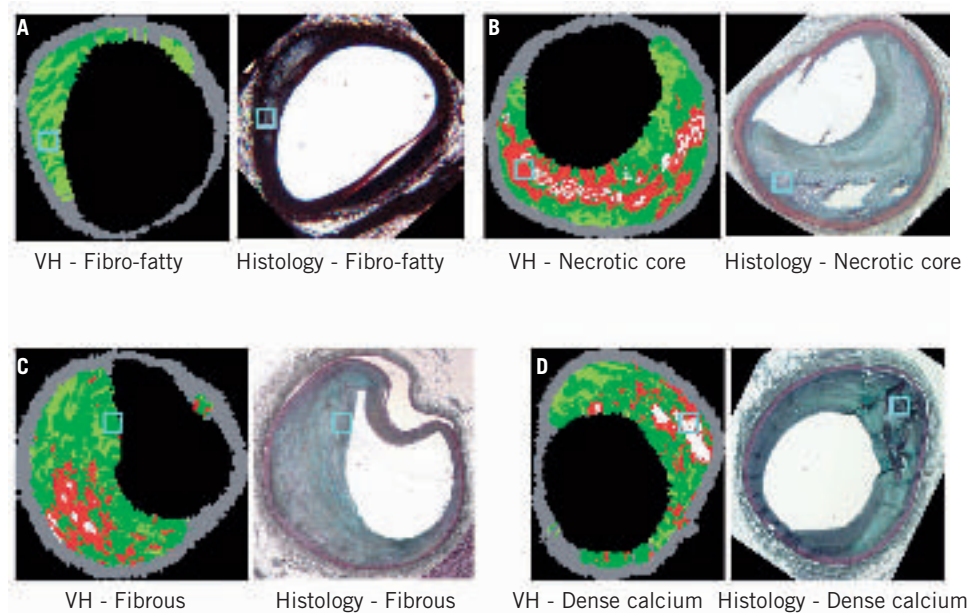 A
B
VH - Fibro-fatty
Histology - Fibro-fatty
VH - Necrotic core
Histology - Necrotic core
C
D
VH - Fibrous
Histology - Fibrous
VH - Dense calcium
Histology - Dense calcium